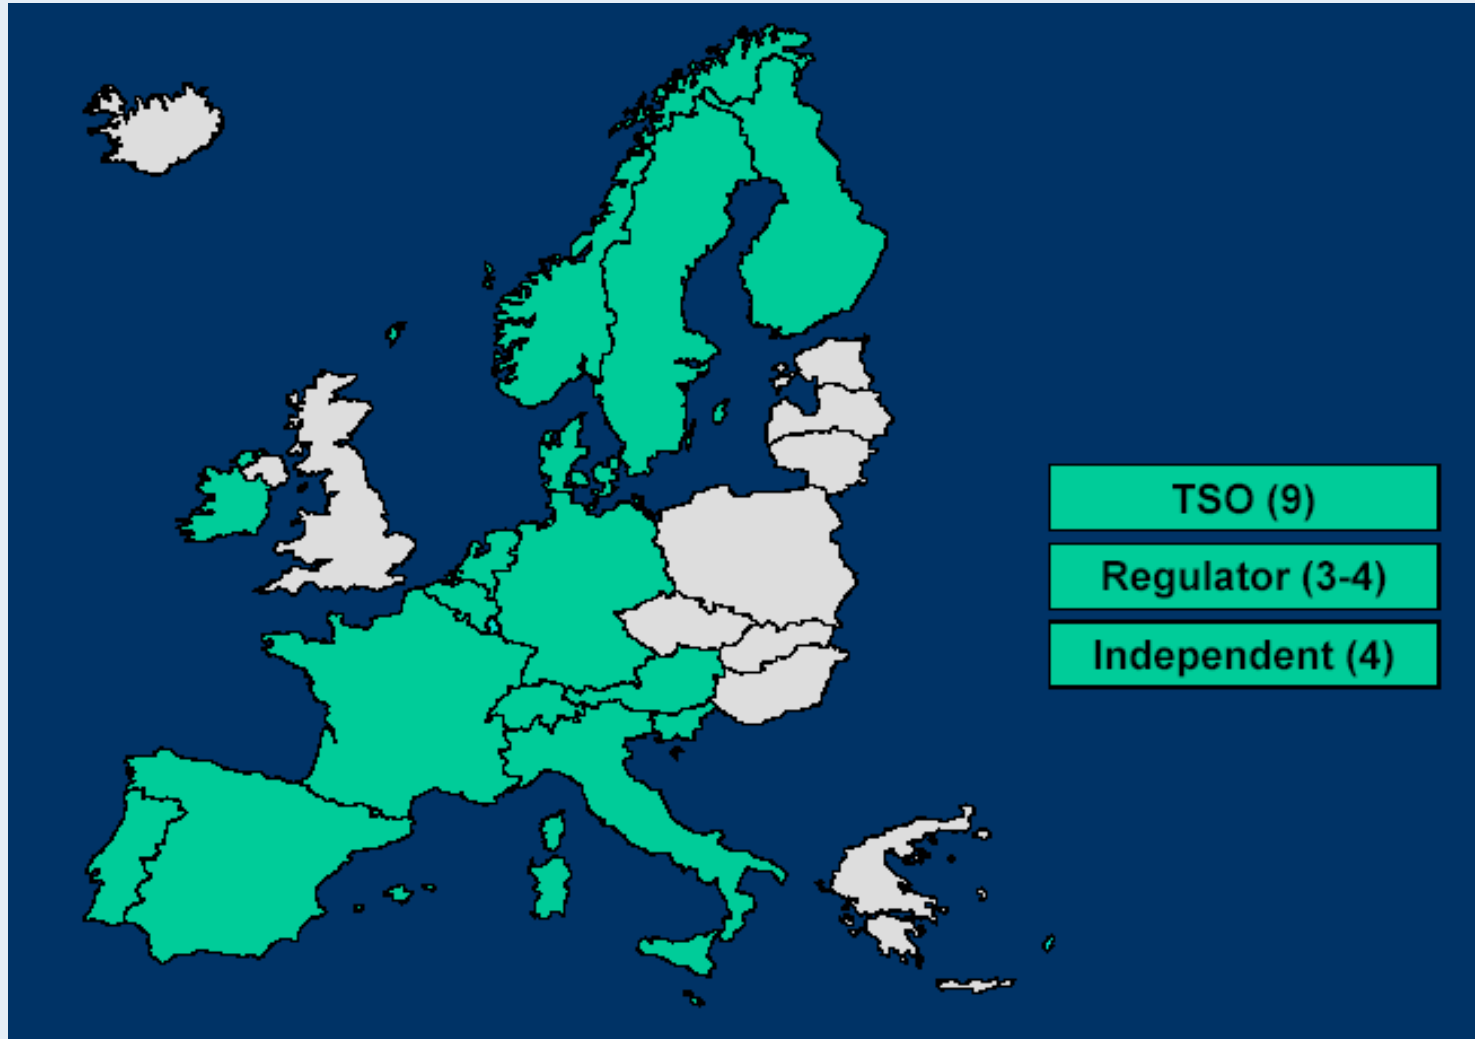 TSO (9)
Regulator (3-4)
Independent (4)